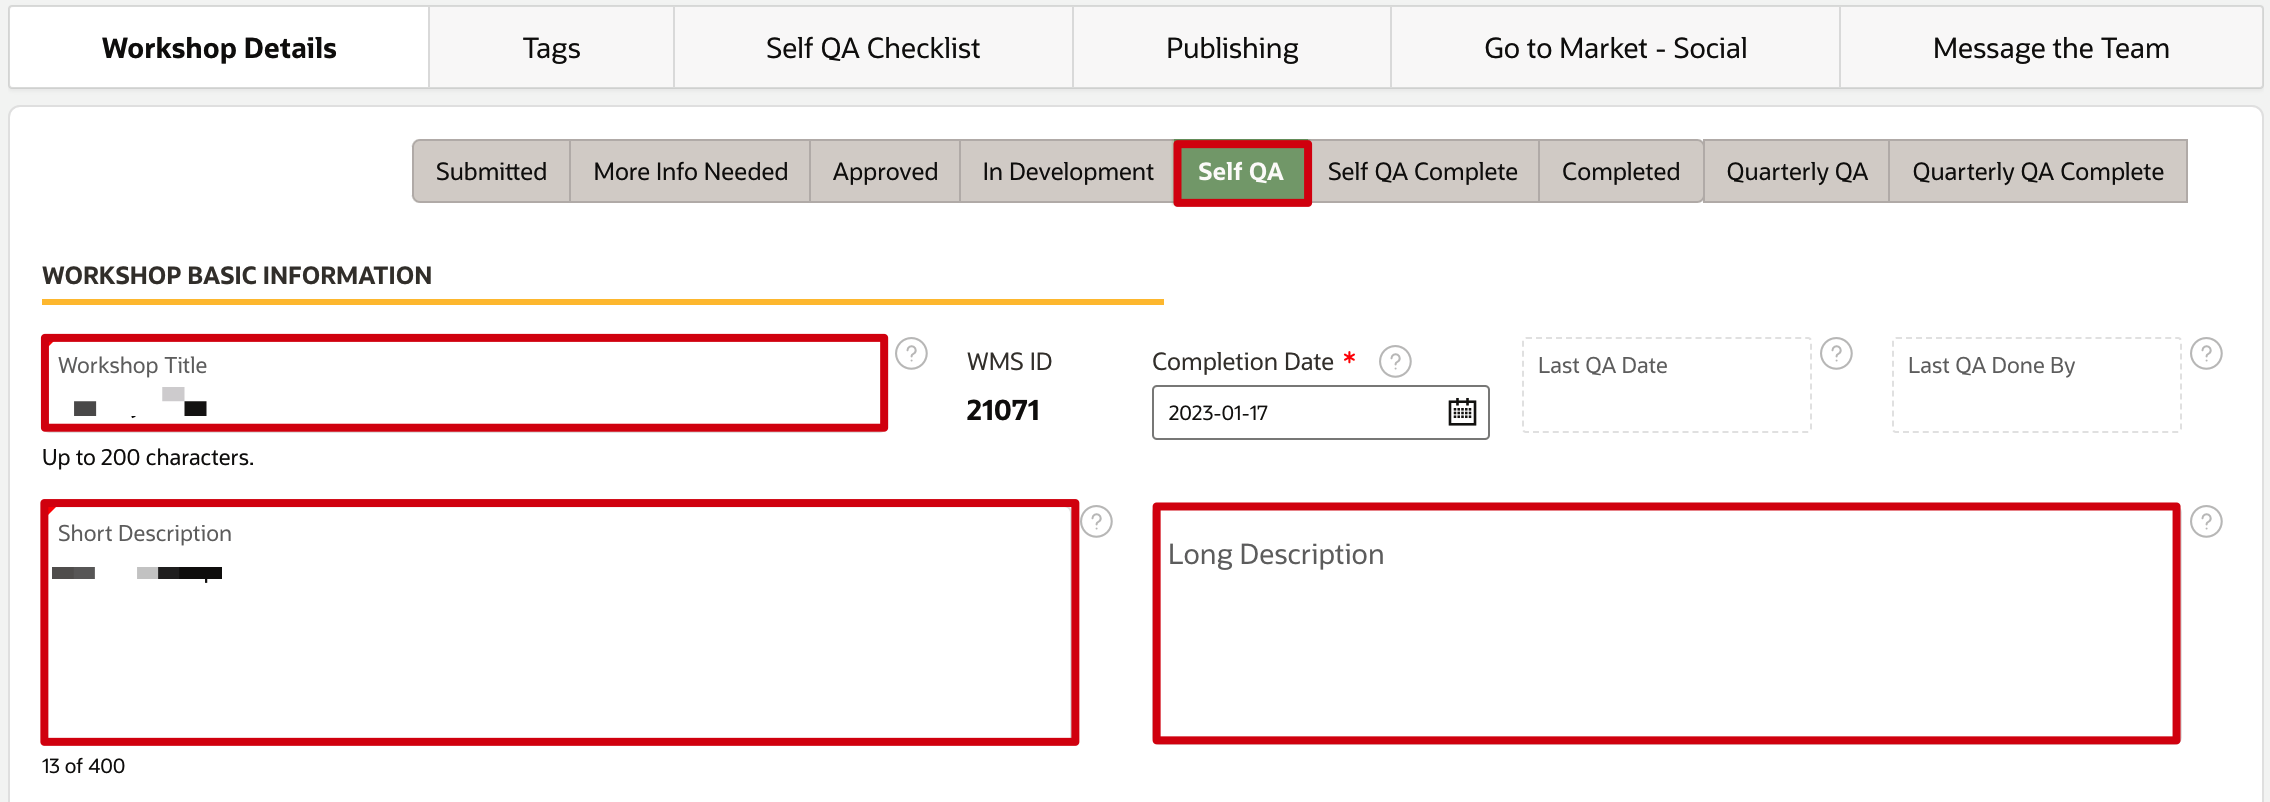 Workshop Details Tags Self QA Checklist Publishing Go to Market - Social Message the Team
Submitted More Info Needed Approved In Development Self QA Self QA Complete Completed Quarterly QA Quarterly QA Complete
WORKSHOP BASIC INFORMATION
Workshop Title ? WMS ID Completion Date * ? Last QA Date ? Last QA Done By ?
21071 2023-01-17
Up to 200 characters.
Short Description ? Long Description ?
13 of 400